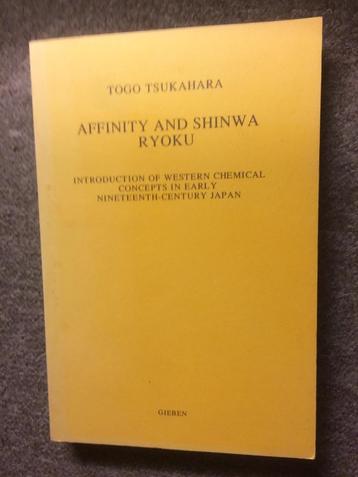 TOGO TSUKAHARA
AFFINITY AND SHINWA
RYOKU
INTRODUCTION OF WESTERN CHEMICAL
CONCEPTS IN EARLY
NINETEENTH-CENTURY JAPAN
GIEBEN